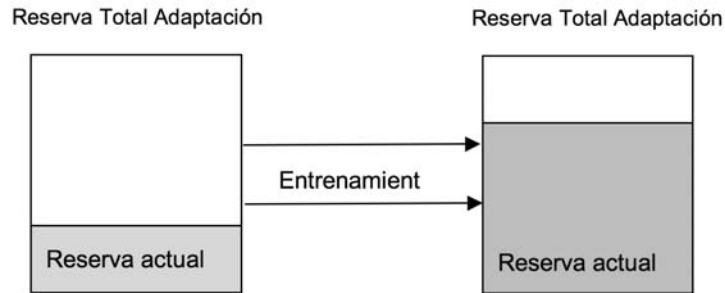 Reserva Total Adaptación
Reserva Total Adaptación
Entrenamient
Reserva actual
Reserva actual